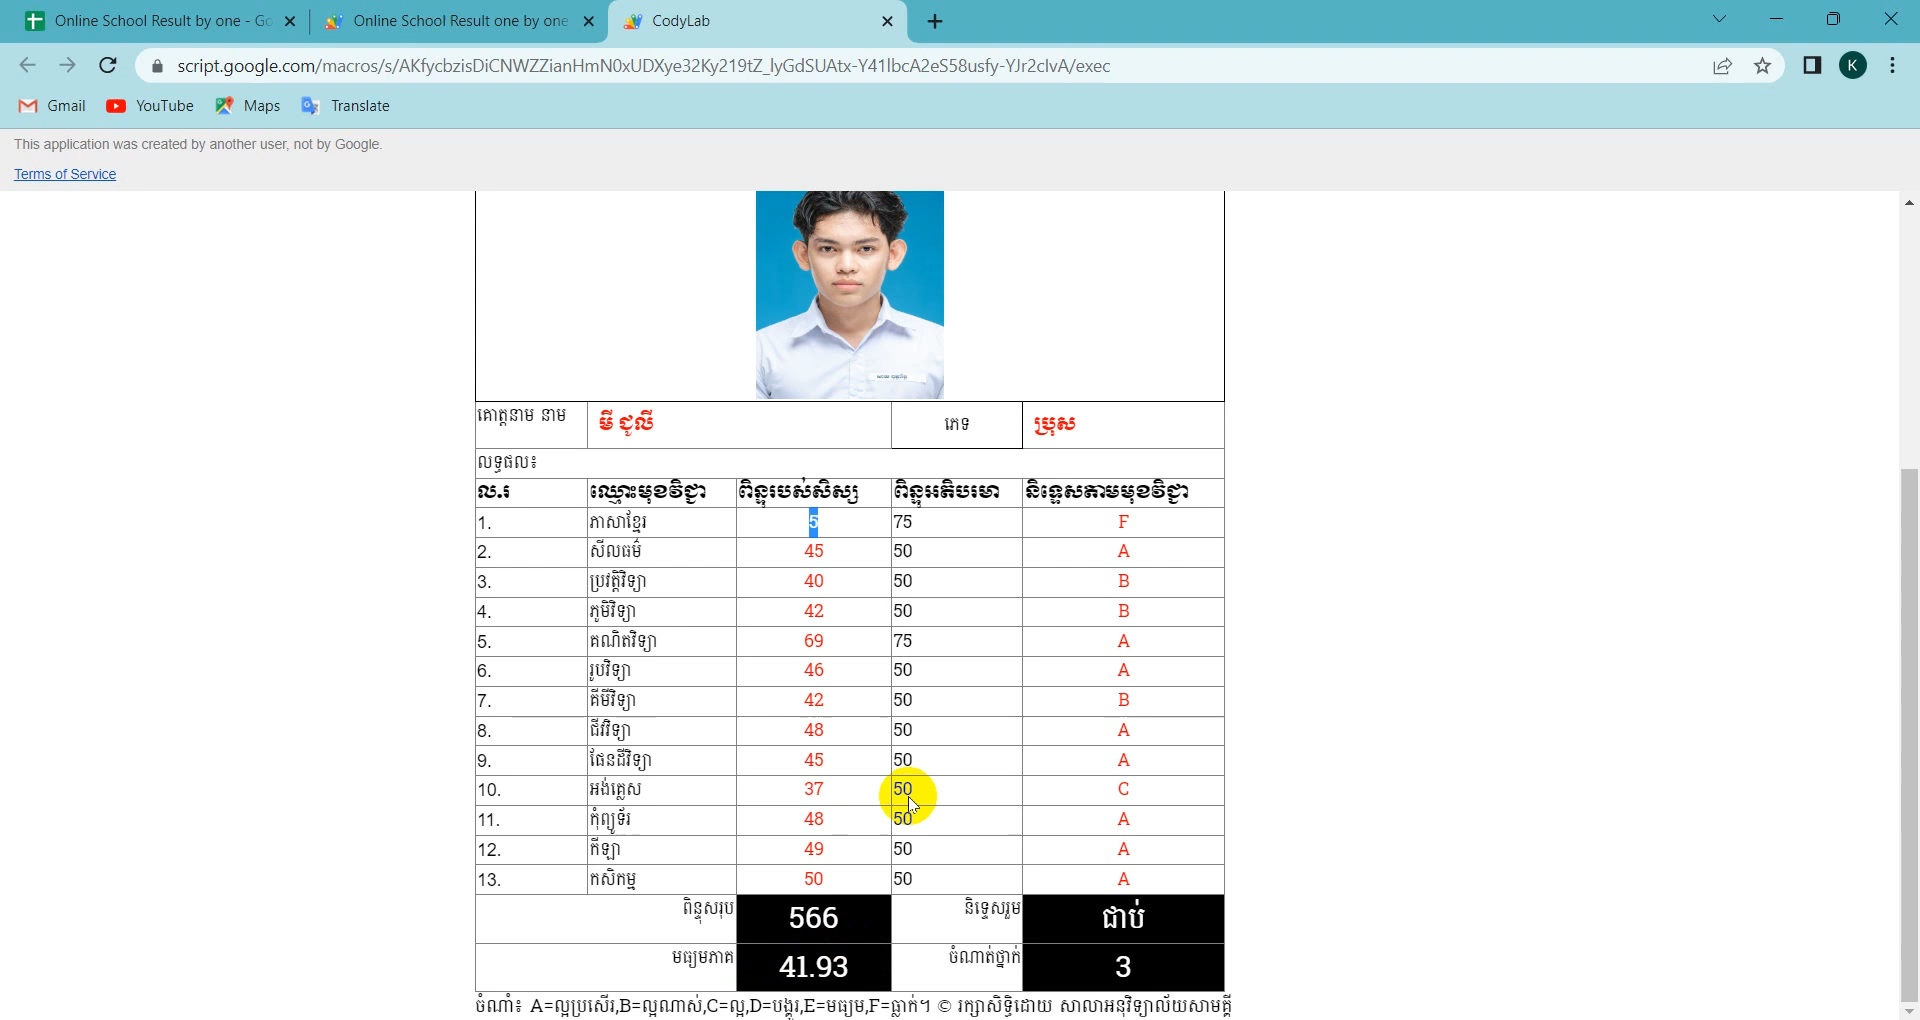 Online School Result by one - Go
Online School Result one by one
CodyLab
script.google.com/macros/s/AKfycbzisDiCNWZZianHmN0xUDXye32Ky219tZ_lyGdSUAtx-Y41lbcA2eS58usfy-YJr2clvA/exec
K
Gmail YouTube Maps Translate
This application was created by another user, not by Google.
Terms of Service
គោត្តនាម នាម មី ជូលី ភេទ ប្រុស
លទ្ធផល៖
ល.រ ឈ្មោះមុខវិជ្ជា ពិន្ទុរបស់សិស្ស ពិន្ទុអតិបរមា និទ្ទេសតាមមុខវិជ្ជា
1. ភាសាខ្មែរ 5 75 F
2. សីលធម៌ 45 50 A
3. ប្រវត្តិវិទ្យា 40 50 B
4. ភូមិវិទ្យា 42 50 B
5. គណិតវិទ្យា 69 75 A
6. រូបវិទ្យា 46 50 A
7. គីមីវិទ្យា 42 50 B
8. ជីវវិទ្យា 48 50 A
9. ផែនដីវិទ្យា 45 50 A
10. អង់គ្លេស 37 50 C
11. កុំព្យូទ័រ 48 50 A
12. កីឡា 49 50 A
13. កសិកម្ម 50 50 A
ពិន្ទុសរុប 566 និទ្ទេសរួម ជាប់
មធ្យមភាគ 41.93 ចំណាត់ថ្នាក់ 3
ចំណាំ៖ A=ល្អប្រសើរ,B=ល្អណាស់,C=ល្អ,D=បង្គួរ,E=មធ្យម,F=ធ្លាក់។ © រក្សាសិទ្ធិដោយ សាលាអនុវិទ្យាល័យសាមគ្គី